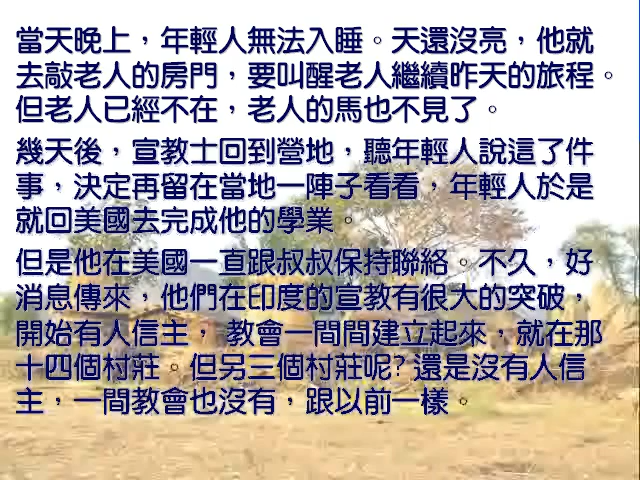 當天晚上，年輕人無法入睡。天還沒亮，他就
去敲老人的房門，要叫醒老人繼續昨天的旅程。
但老人已經不在，老人的馬也不見了。
幾天後，宣教士回到營地，聽年輕人說這了件
事，決定再留在當地一陣子看看，年輕人於是
就回美國去完成他的學業。
但是他在美國一直跟叔叔保持聯絡。不久，好
消息傳來，他們在印度的宣教有很大的突破，
開始有人信主， 教會一間間建立起來，就在那
十四個村莊。但另三個村莊呢? 還是沒有人信
主，一間教會也沒有，跟以前一樣。